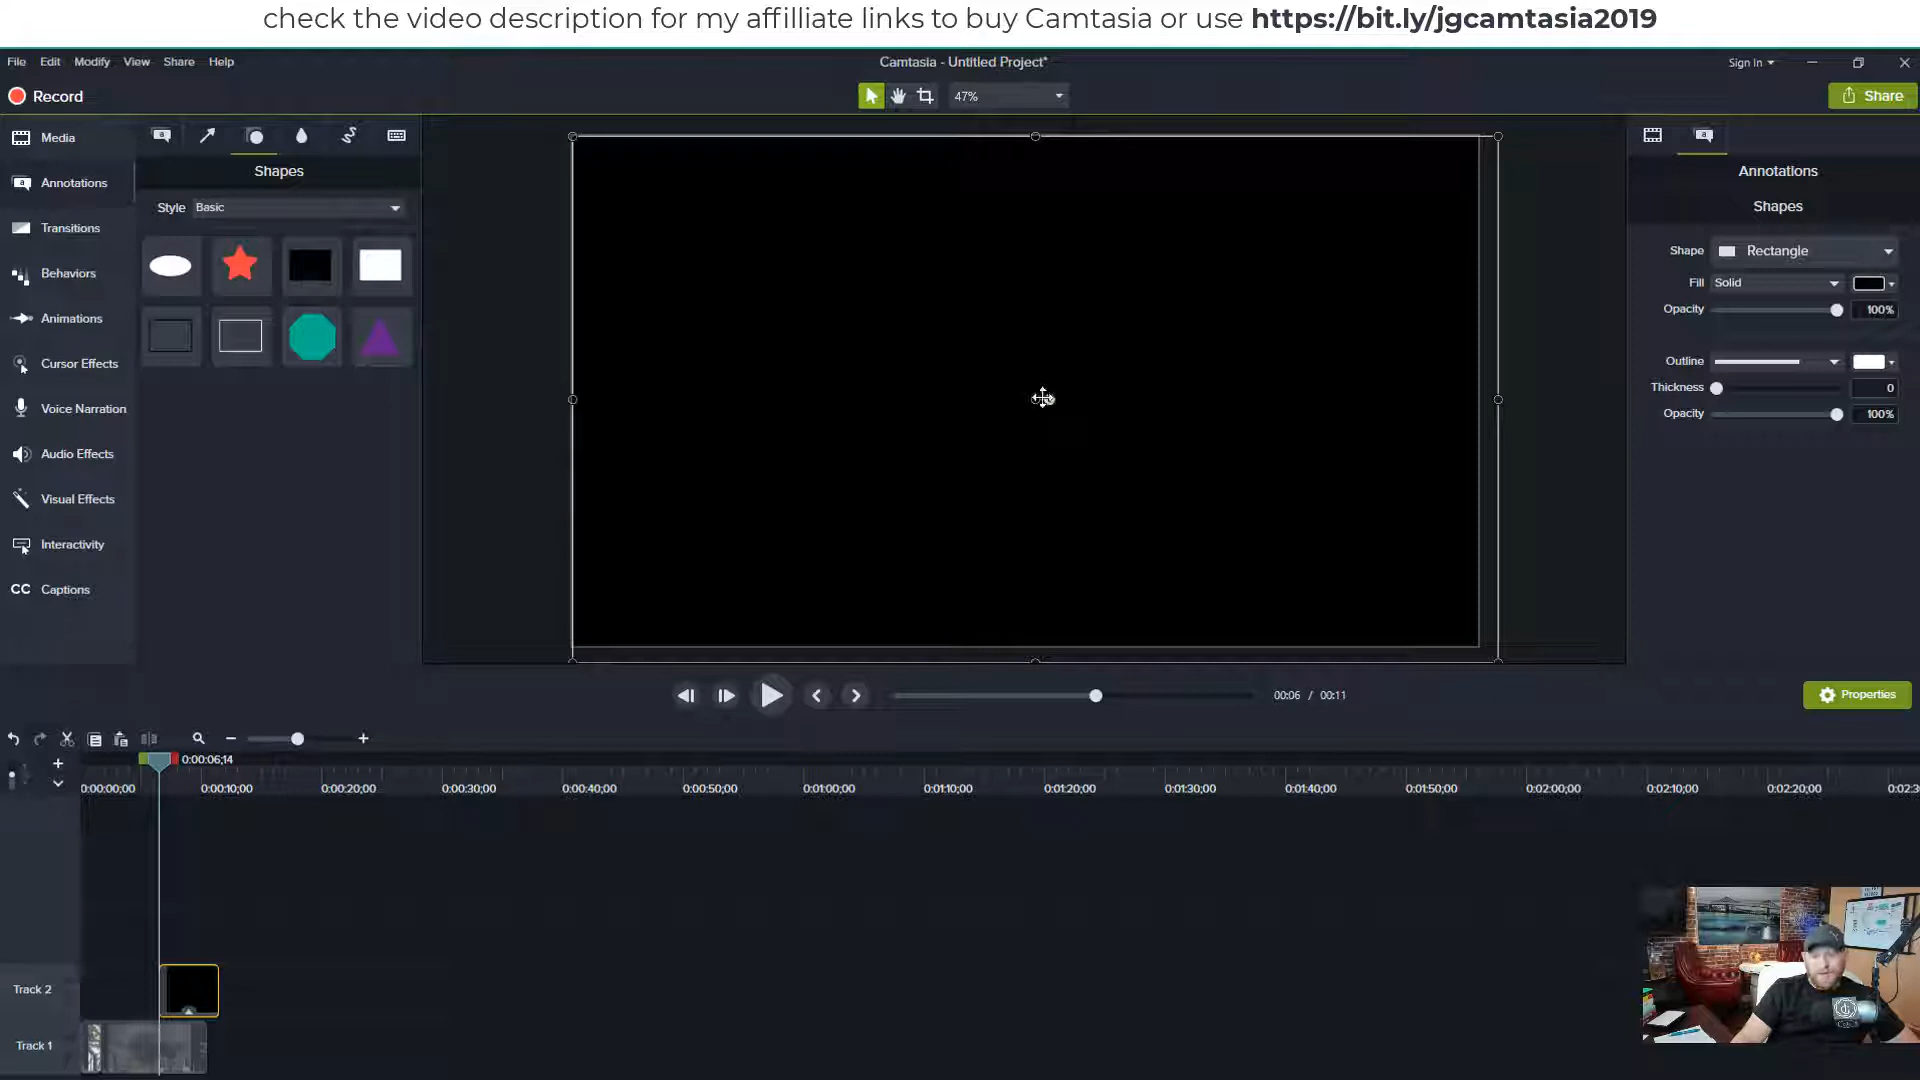 check the video description for my affilliate links to buy Camtasia or use https://bit.ly/jgcamtasia2019
File Edit Modify View Share Help
Camtasia - Untitled Project*
Sign In
Record
47%
Share
Media
Annotations
Transitions
Behaviors
Animations
Cursor Effects
Voice Narration
Audio Effects
Visual Effects
Interactivity
CC Captions
a
Shapes
Style Basic
a
Annotations
Shapes
Shape Rectangle
Fill Solid
Opacity 100%
Outline
Thickness 0
Opacity 100%
00:06 / 00:11
Properties
0:00:06;14
0:00:00;00 0:00:10;00 0:00:20;00 0:00:30;00 0:00:40;00 0:00:50;00 0:01:00;00 0:01:10;00 0:01:20;00 0:01:30;00 0:01:40;00 0:01:50;00 0:02:00;00 0:02:10;00 0:02:20;00 0:02:3
Track 2
Track 1